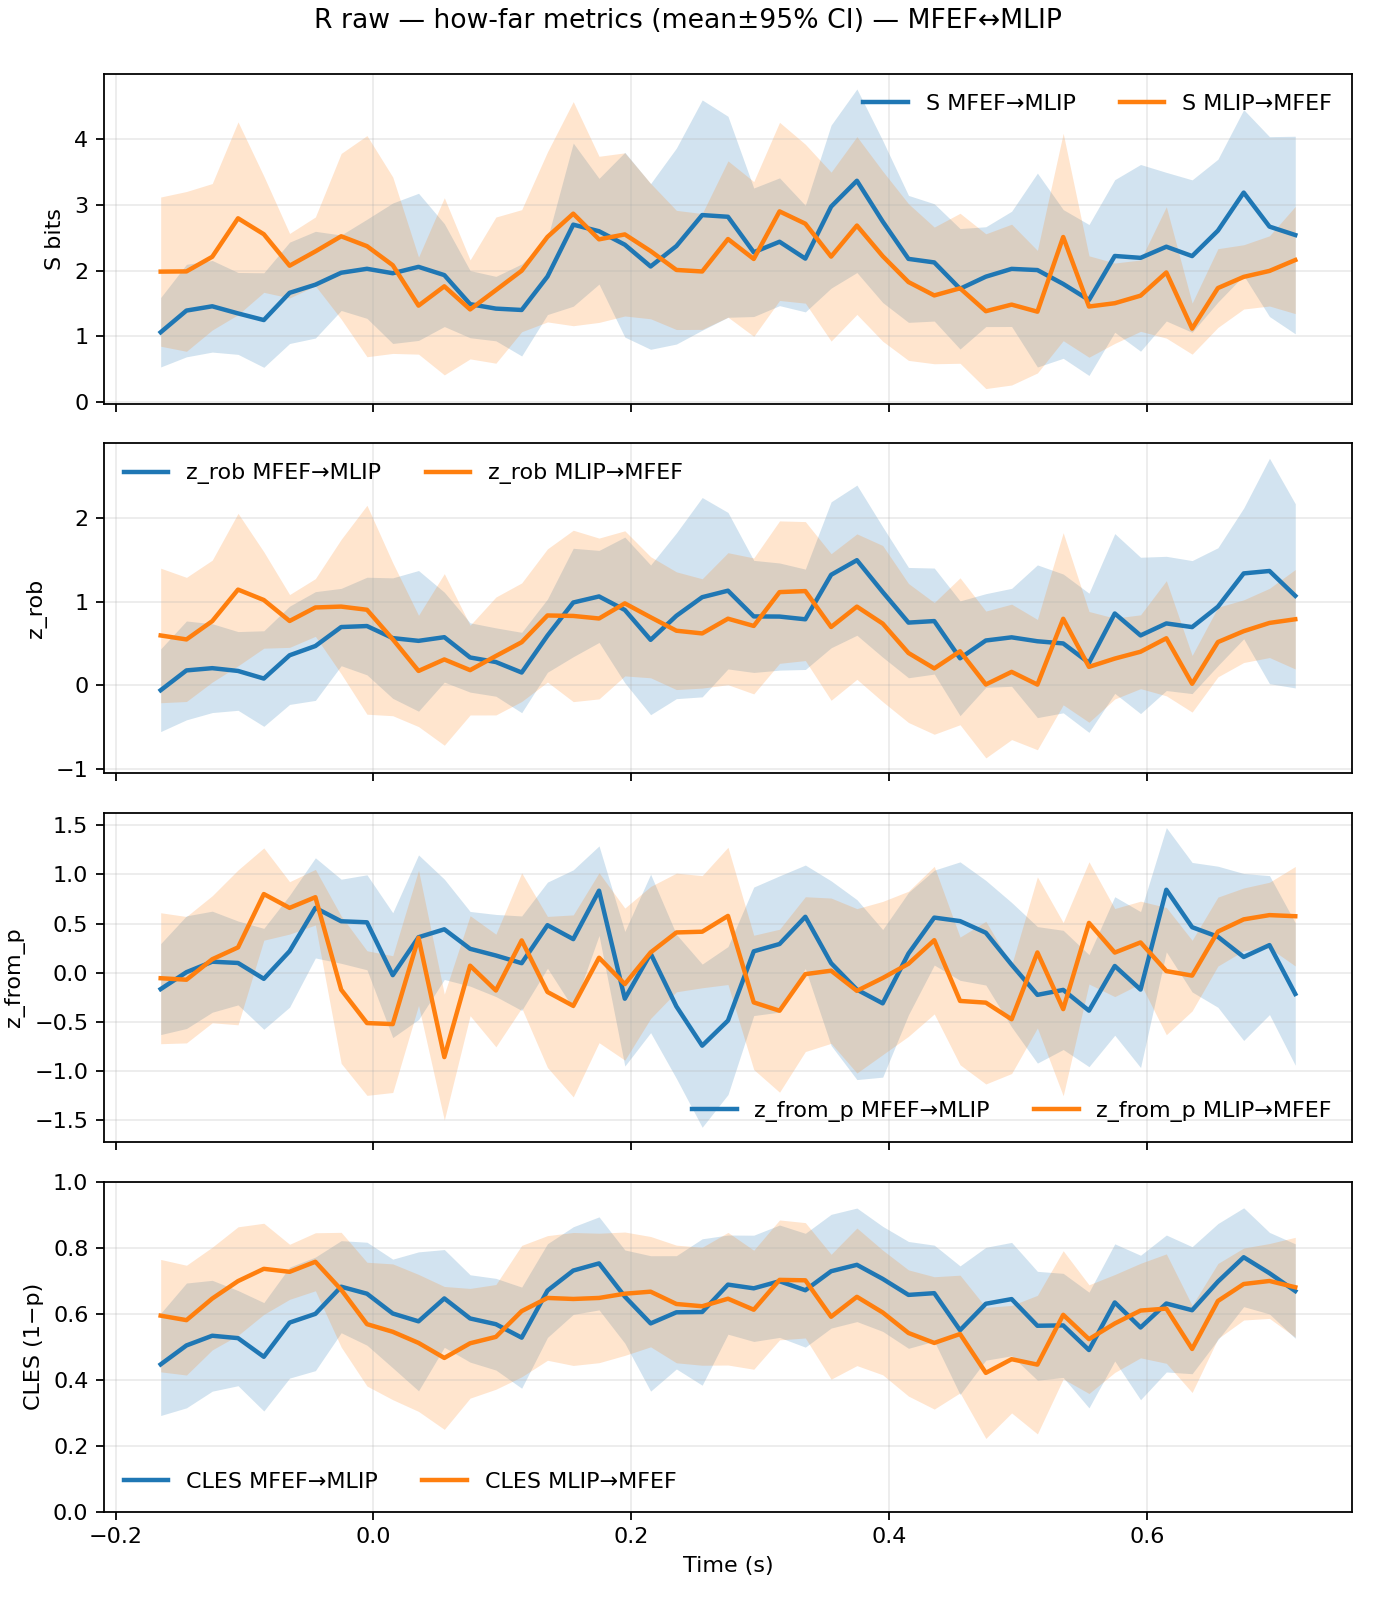 R raw — how-far metrics (mean±95% CI) — MFEF↔MLIP
S MFEF→MLIP S MLIP→MFEF
S bits
4
3
2
1
0
z_rob MFEF→MLIP z_rob MLIP→MFEF
z_rob
2
1
0
−1
z_from_p
1.5
1.0
0.5
0.0
−0.5
−1.0
−1.5
z_from_p MFEF→MLIP z_from_p MLIP→MFEF
CLES (1−p)
1.0
0.8
0.6
0.4
0.2
0.0
CLES MFEF→MLIP CLES MLIP→MFEF
−0.2 0.0 0.2 0.4 0.6
Time (s)